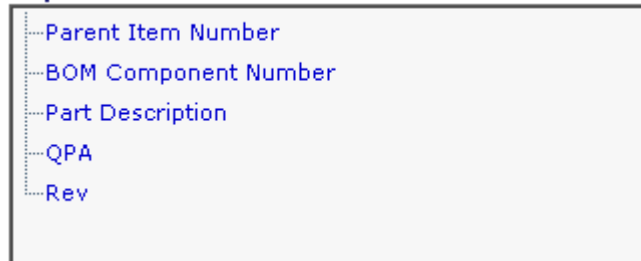 Parent Item Number
BOM Component Number
Part Description
QPA
Rev